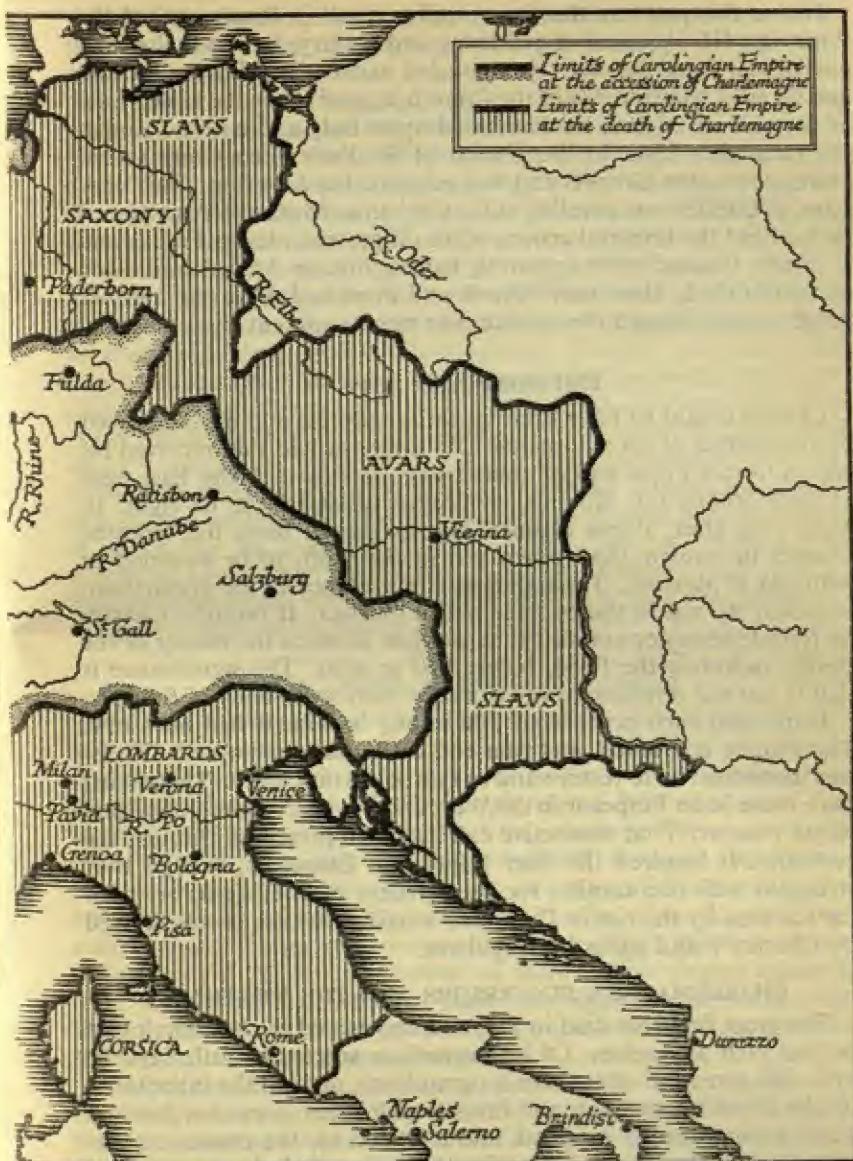 Limits of Carolingian Empire
at the accession of Charlemagne
Limits of Carolingian Empire
at the death of Charlemagne
SLAVS
SAXONY
R. Oder
Paderborn
R. Elbe
Fulda
AVARS
R. Rhine
Ratisbon
R. Danube
Vienna
Salzburg
St. Gall
SLAVS
LOMBARDS
Milan
Verona
Venice
Pavia
R. Po
Genoa
Bologna
Pisa
CORSICA
Rome
Durazzo
Naples
Brindisi
Salerno